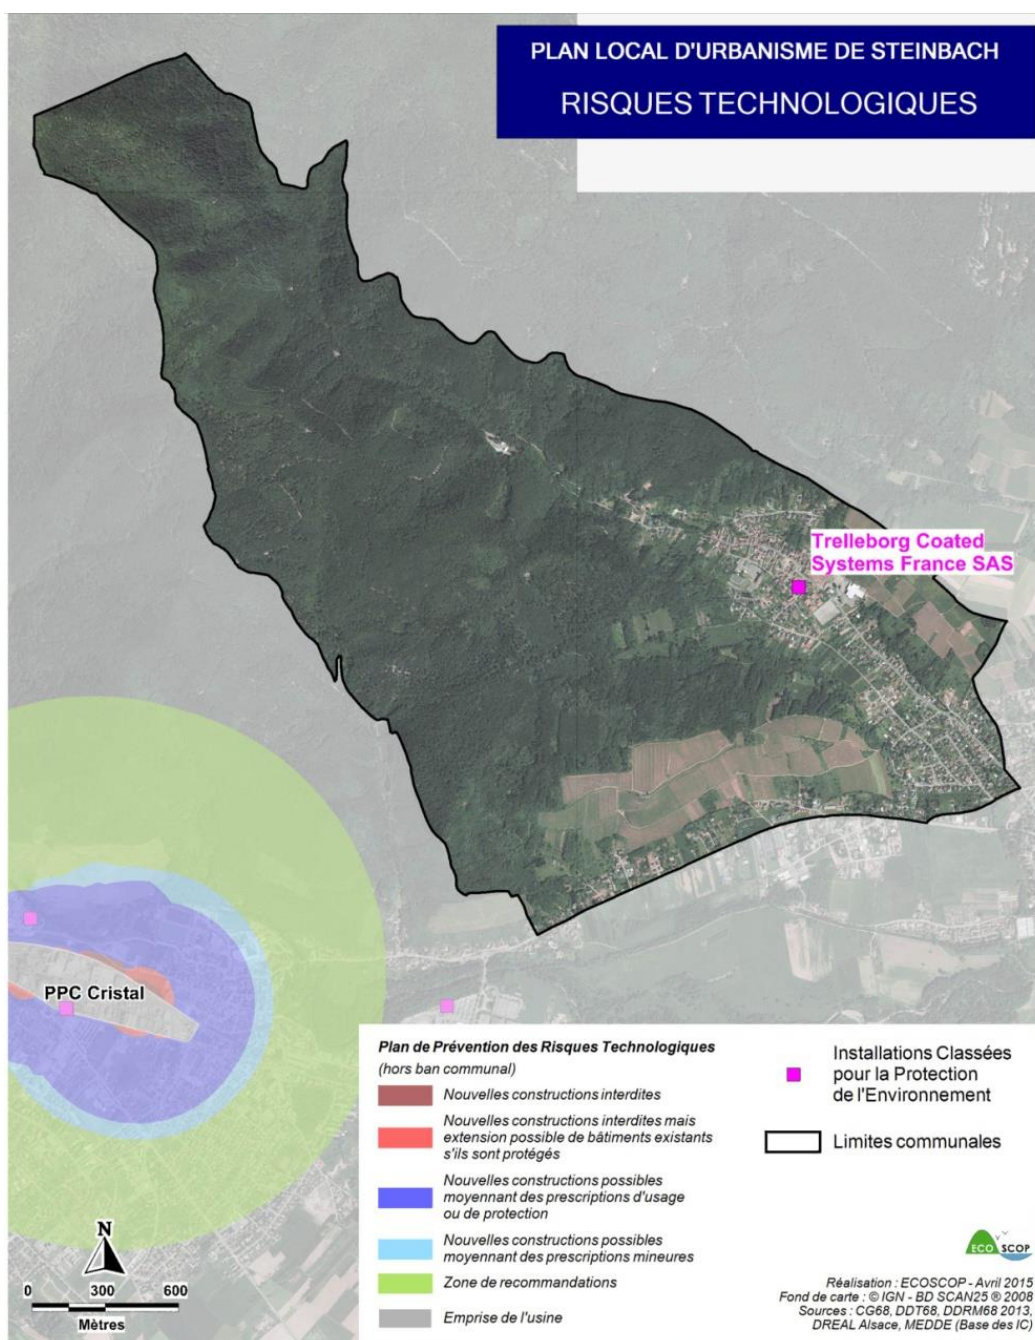 PLAN LOCAL D'URBANISME DE STEINBACH
RISQUES TECHNOLOGIQUES
Trelleborg Coated
Systems France SAS
PPC Cristal
Plan de Prévention des Risques Technologiques
(hors ban communal)
Nouvelles constructions interdites
Nouvelles constructions interdites mais
extension possible de bâtiments existants
s'ils sont protégés
Nouvelles constructions possibles
moyennant des prescriptions d'usage
ou de protection
Nouvelles constructions possibles
moyennant des prescriptions mineures
Zone de recommandations
Emprise de l'usine
Installations Classées
pour la Protection
de l'Environnement
Limites communales
N
0 300 600
Mètres
ECO SCOP
Réalisation : ECOSCOP - Avril 2015
Fond de carte : © IGN - BD SCAN25 ® 2008
Sources : CG68, DDT68, DDRM68 2013,
DREAL Alsace, MEDDE (Base des IC)